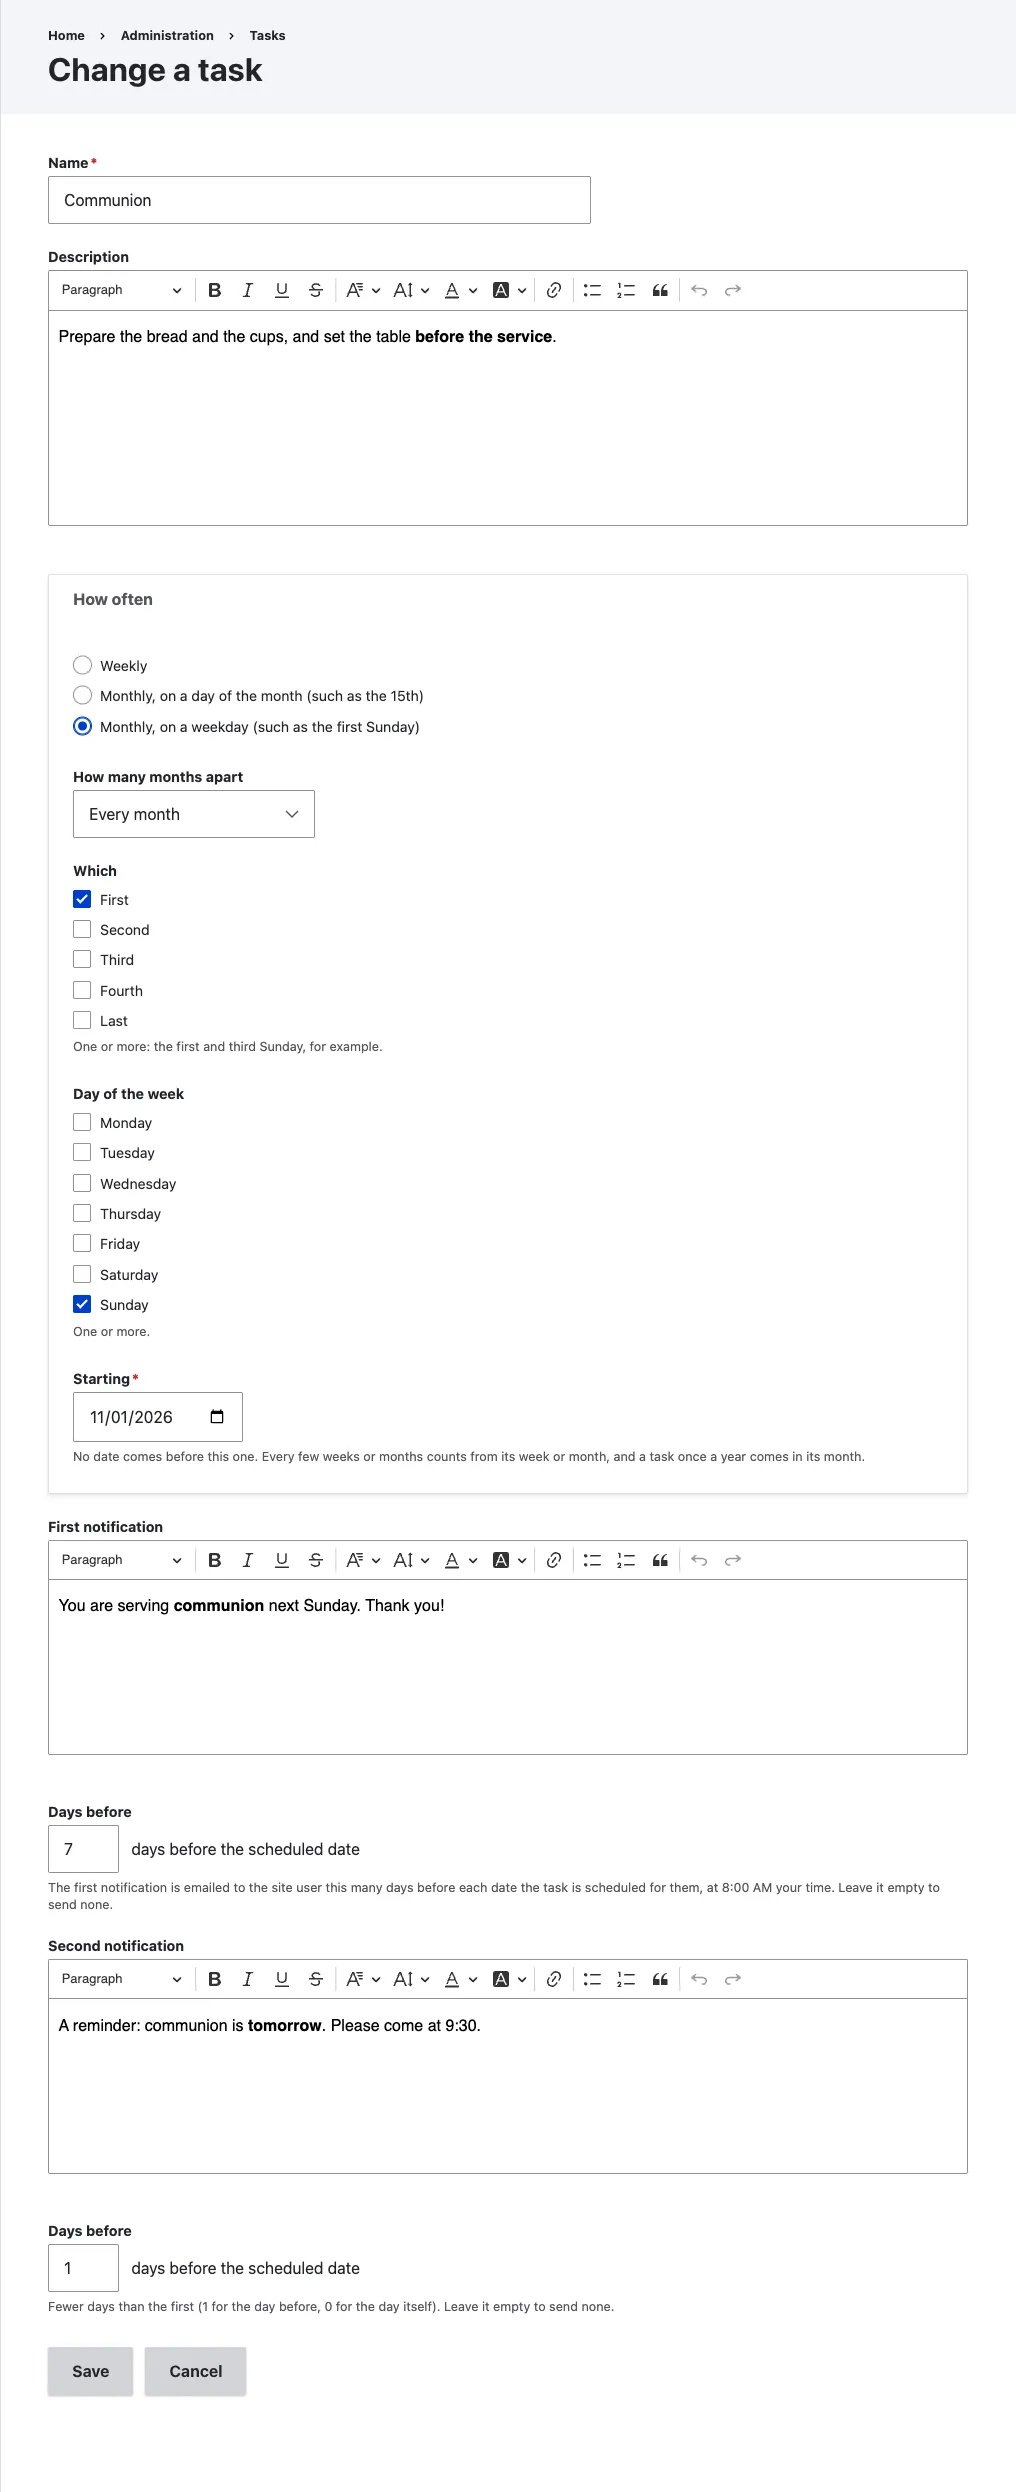 Home > Administration > Tasks
Change a task
Name*
Communion
Description
Paragraph
Prepare the bread and the cups, and set the table before the service.
How often
Weekly
Monthly, on a day of the month (such as the 15th)
Monthly, on a weekday (such as the first Sunday)
How many months apart
Every month
Which
First
Second
Third
Fourth
Last
One or more: the first and third Sunday, for example.
Day of the week
Monday
Tuesday
Wednesday
Thursday
Friday
Saturday
Sunday
One or more.
Starting*
11/01/2026
No date comes before this one. Every few weeks or months counts from its week or month, and a task once a year comes in its month.
First notification
Paragraph
You are serving communion next Sunday. Thank you!
Days before
7 days before the scheduled date
The first notification is emailed to the site user this many days before each date the task is scheduled for them, at 8:00 AM your time. Leave it empty to
send none.
Second notification
Paragraph
A reminder: communion is tomorrow. Please come at 9:30.
Days before
1 days before the scheduled date
Fewer days than the first (1 for the day before, 0 for the day itself). Leave it empty to send none.
Save Cancel